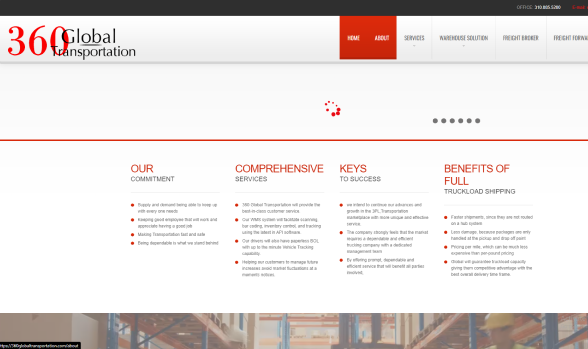 OFFICE 310.885.5360
360 Global
Transportation
HOME ABOUT SERVICES WAREHOUSE SOLUTION FREIGHT BROKER FREIGHT FORWA
OUR
COMMITMENT
Supply and demand being able to keep up
with every one needs
Keeping good employee that will work and
appreciate having a good job
Making Transportation fast and safe
Being dependable is what we stand behind
COMPREHENSIVE
SERVICES
360 Global Transportation will provide the
best-in-class customer service.
Our WMS system will facilitate scanning,
bar coding, inventory control, and tracking
using the latest in API software
Our drivers will also have paperless BOL
with up to the minute Vehicle Tracking
capability.
Helping our customers to manage future
increases avoid market fluctuations at a
moments notices.
KEYS
TO SUCCESS
we intend to continue our advances and
growth in the 3PL Transportation
marketplace with more unique and effective
service.
The company strongly feels that the market
requires a dependable and efficient
trucking company with a dedicated
management team
By offering prompt, dependable and
efficient service that will benefit all parties
involved.
BENEFITS OF
FULL
TRUCKLOAD SHIPPING
Faster shipments, since they are not routed
on a hub system
Less damage, because packages are only
handled at the pickup and drop off point
Pricing per mile, which can be much less
expensive than per-pound pricing
Global will guarantee truckload capacity
giving them competitive advantage with the
best overall delivery time frame.
https://360globaltransportation.com/about